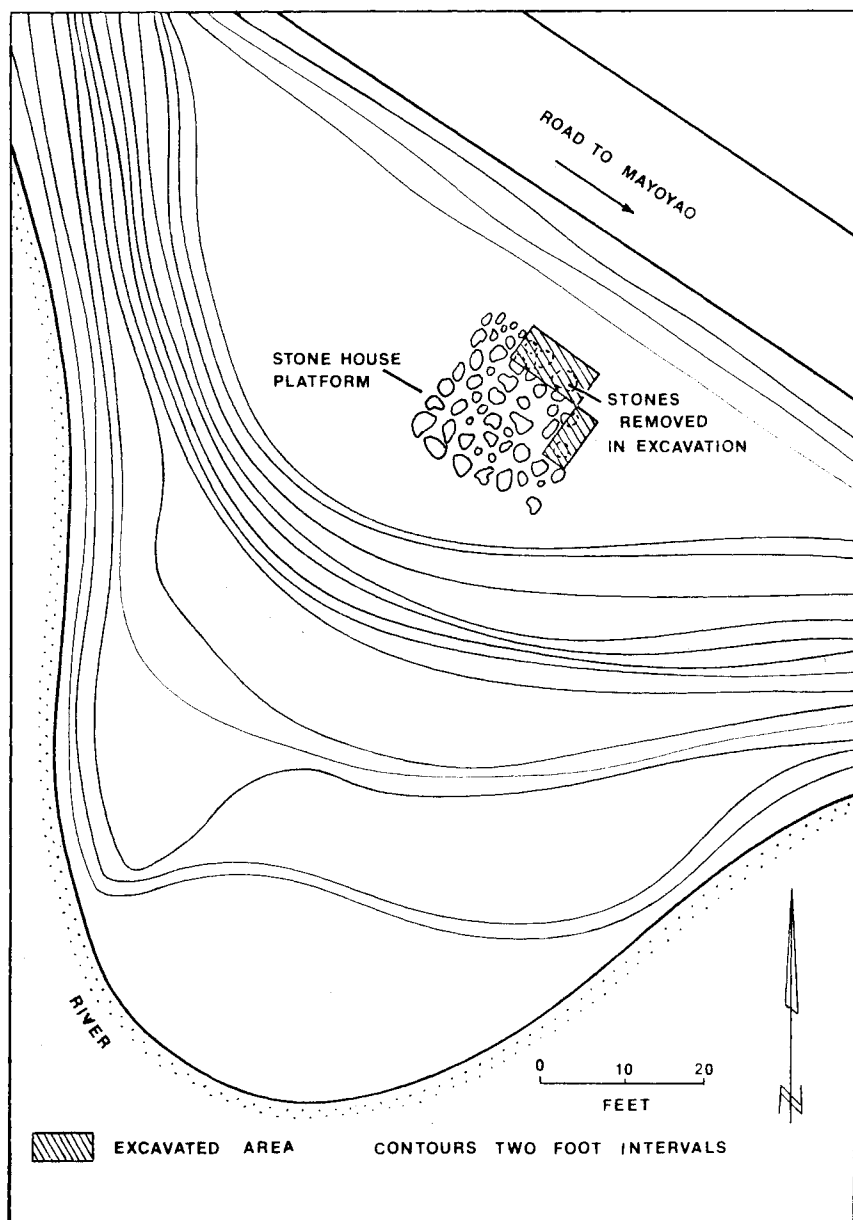 ROAD TO MAYOYAO
STONE HOUSE
PLATFORM
STONES
REMOVED
IN EXCAVATION
RIVER
0 10 20
FEET
N
EXCAVATED AREA
CONTOURS TWO FOOT INTERVALS